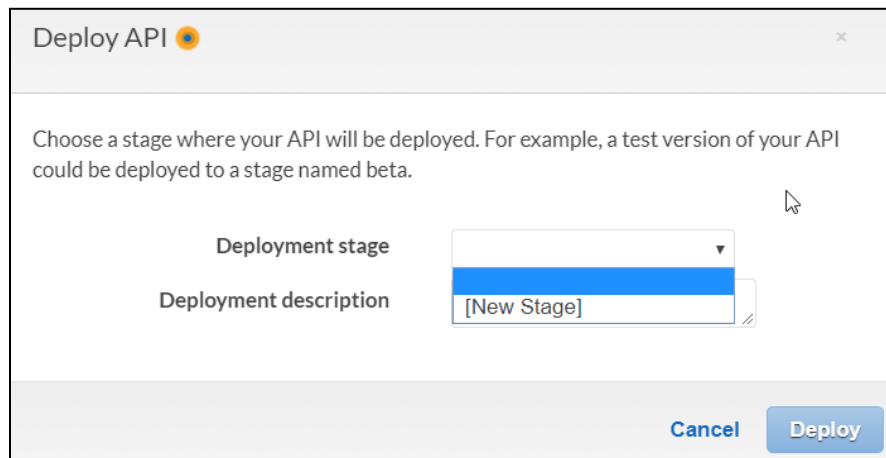 Deploy API
×
Choose a stage where your API will be deployed. For example, a test version of your API
could be deployed to a stage named beta.
Deployment stage
Deployment description
[New Stage]
Cancel
Deploy